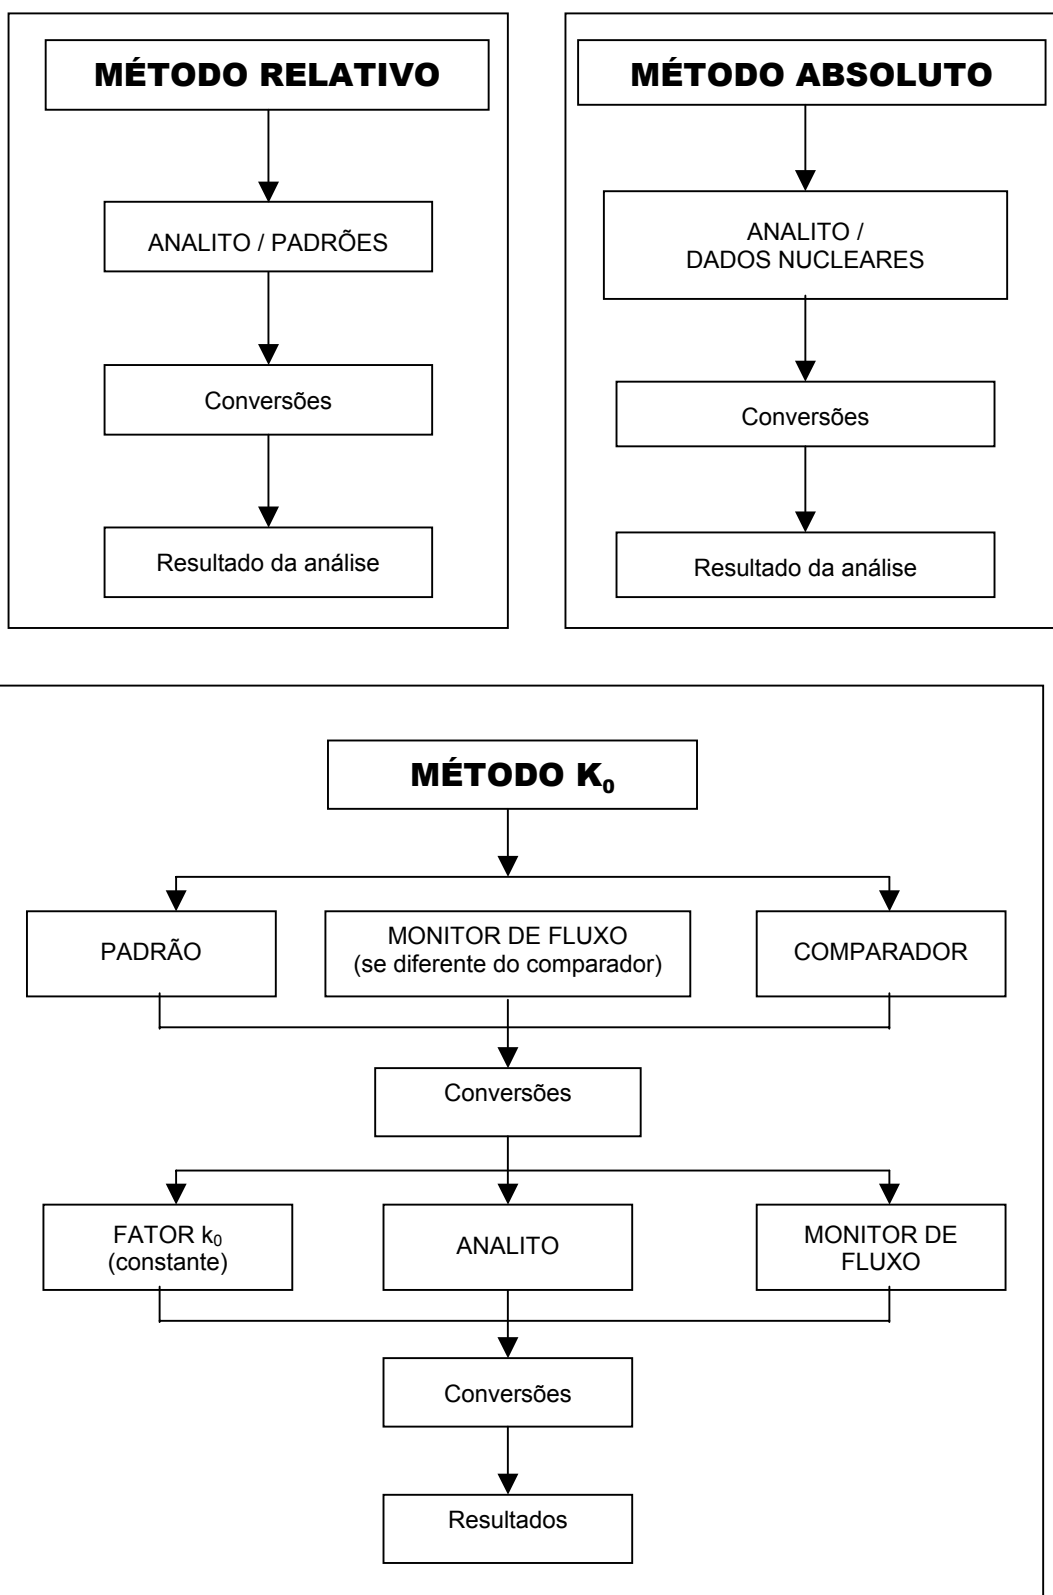 MÉTODO RELATIVO
ANALITO / PADRÕES
Conversões
Resultado da análise
MÉTODO ABSOLUTO
ANALITO /
DADOS NUCLEARES
Conversões
Resultado da análise
MÉTODO K₀
PADRÃO
MONITOR DE FLUXO
(se diferente do comparador)
COMPARADOR
Conversões
FATOR k₀
(constante)
ANALITO
MONITOR DE
FLUXO
Conversões
Resultados